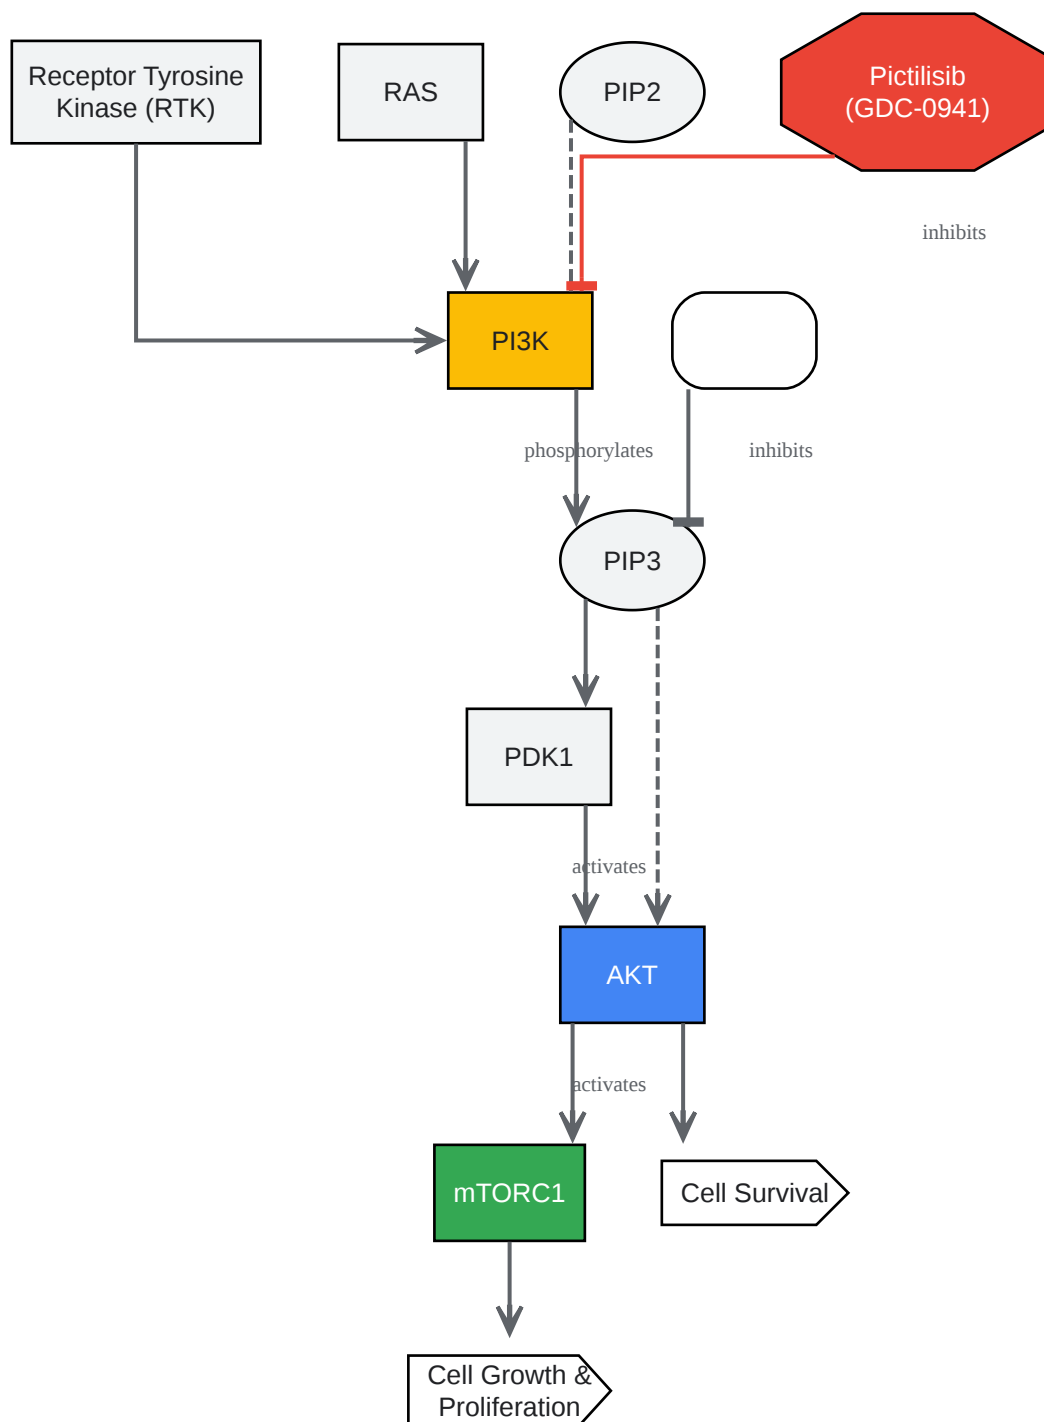 Receptor Tyrosine
Kinase (RTK)
RAS
PIP2
Pictilisib
(GDC-0941)
inhibits
PI3K
phosphorylates
inhibits
PIP3
PDK1
activates
AKT
activates
mTORC1
Cell Survival
Cell Growth &
Proliferation